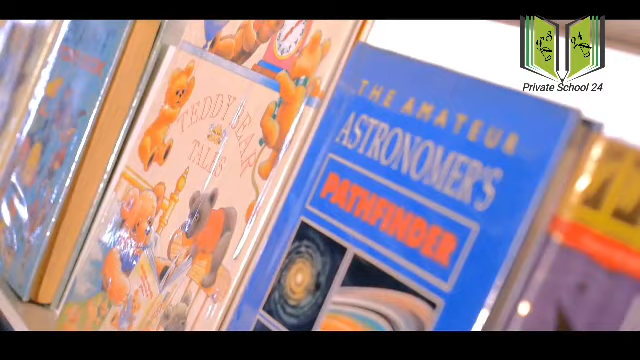 TEDDY BEAR
TALES
THE AMATEUR
ASTRONOMER'S
PATHFINDER
Private School 24